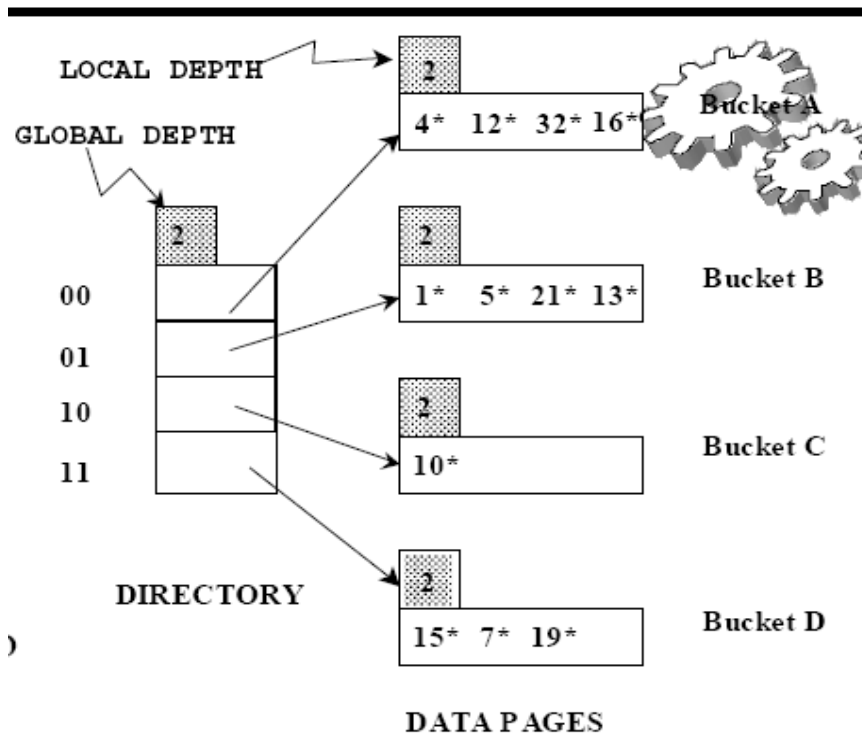 LOCAL DEPTH
2
4* 12* 32* 16*
Bucket A
GLOBAL DEPTH
2
2
1* 5* 21* 13*
Bucket B
00
01
10
11
2
10*
Bucket C
2
15* 7* 19*
Bucket D
DIRECTORY
DATA PAGES